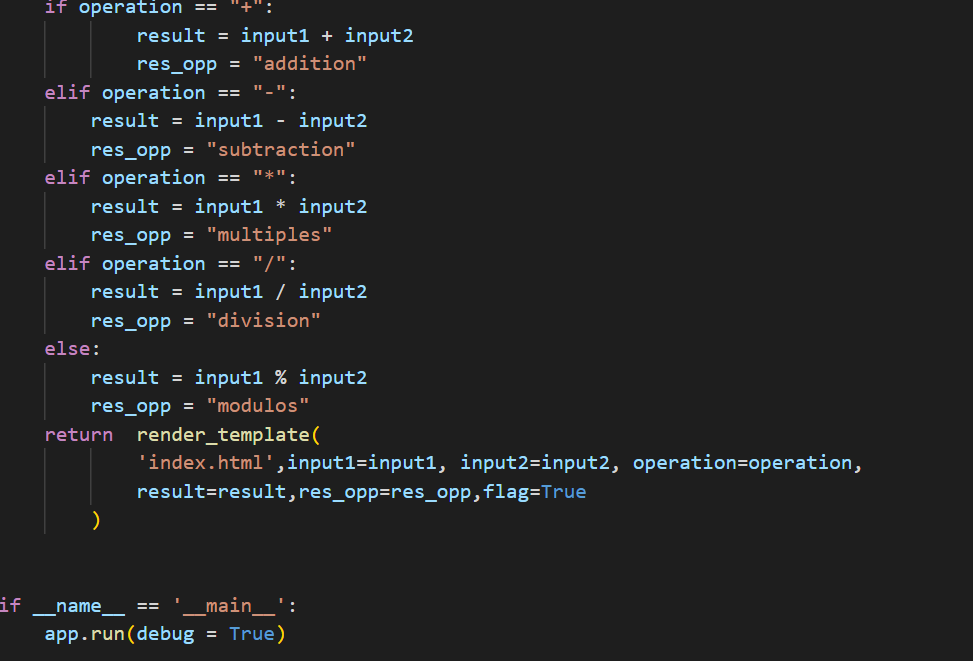 if operation == "+":
result = input1 + input2
res_opp = "addition"
elif operation == "-":
result = input1 - input2
res_opp = "subtraction"
elif operation == "*":
result = input1 * input2
res_opp = "multiples"
elif operation == "/":
result = input1 / input2
res_opp = "division"
else:
result = input1 % input2
res_opp = "modulos"
return  render_template(
'index.html',input1=input1, input2=input2, operation=operation,
result=result,res_opp=res_opp,flag=True
)
if __name__ == '__main__':
app.run(debug = True)